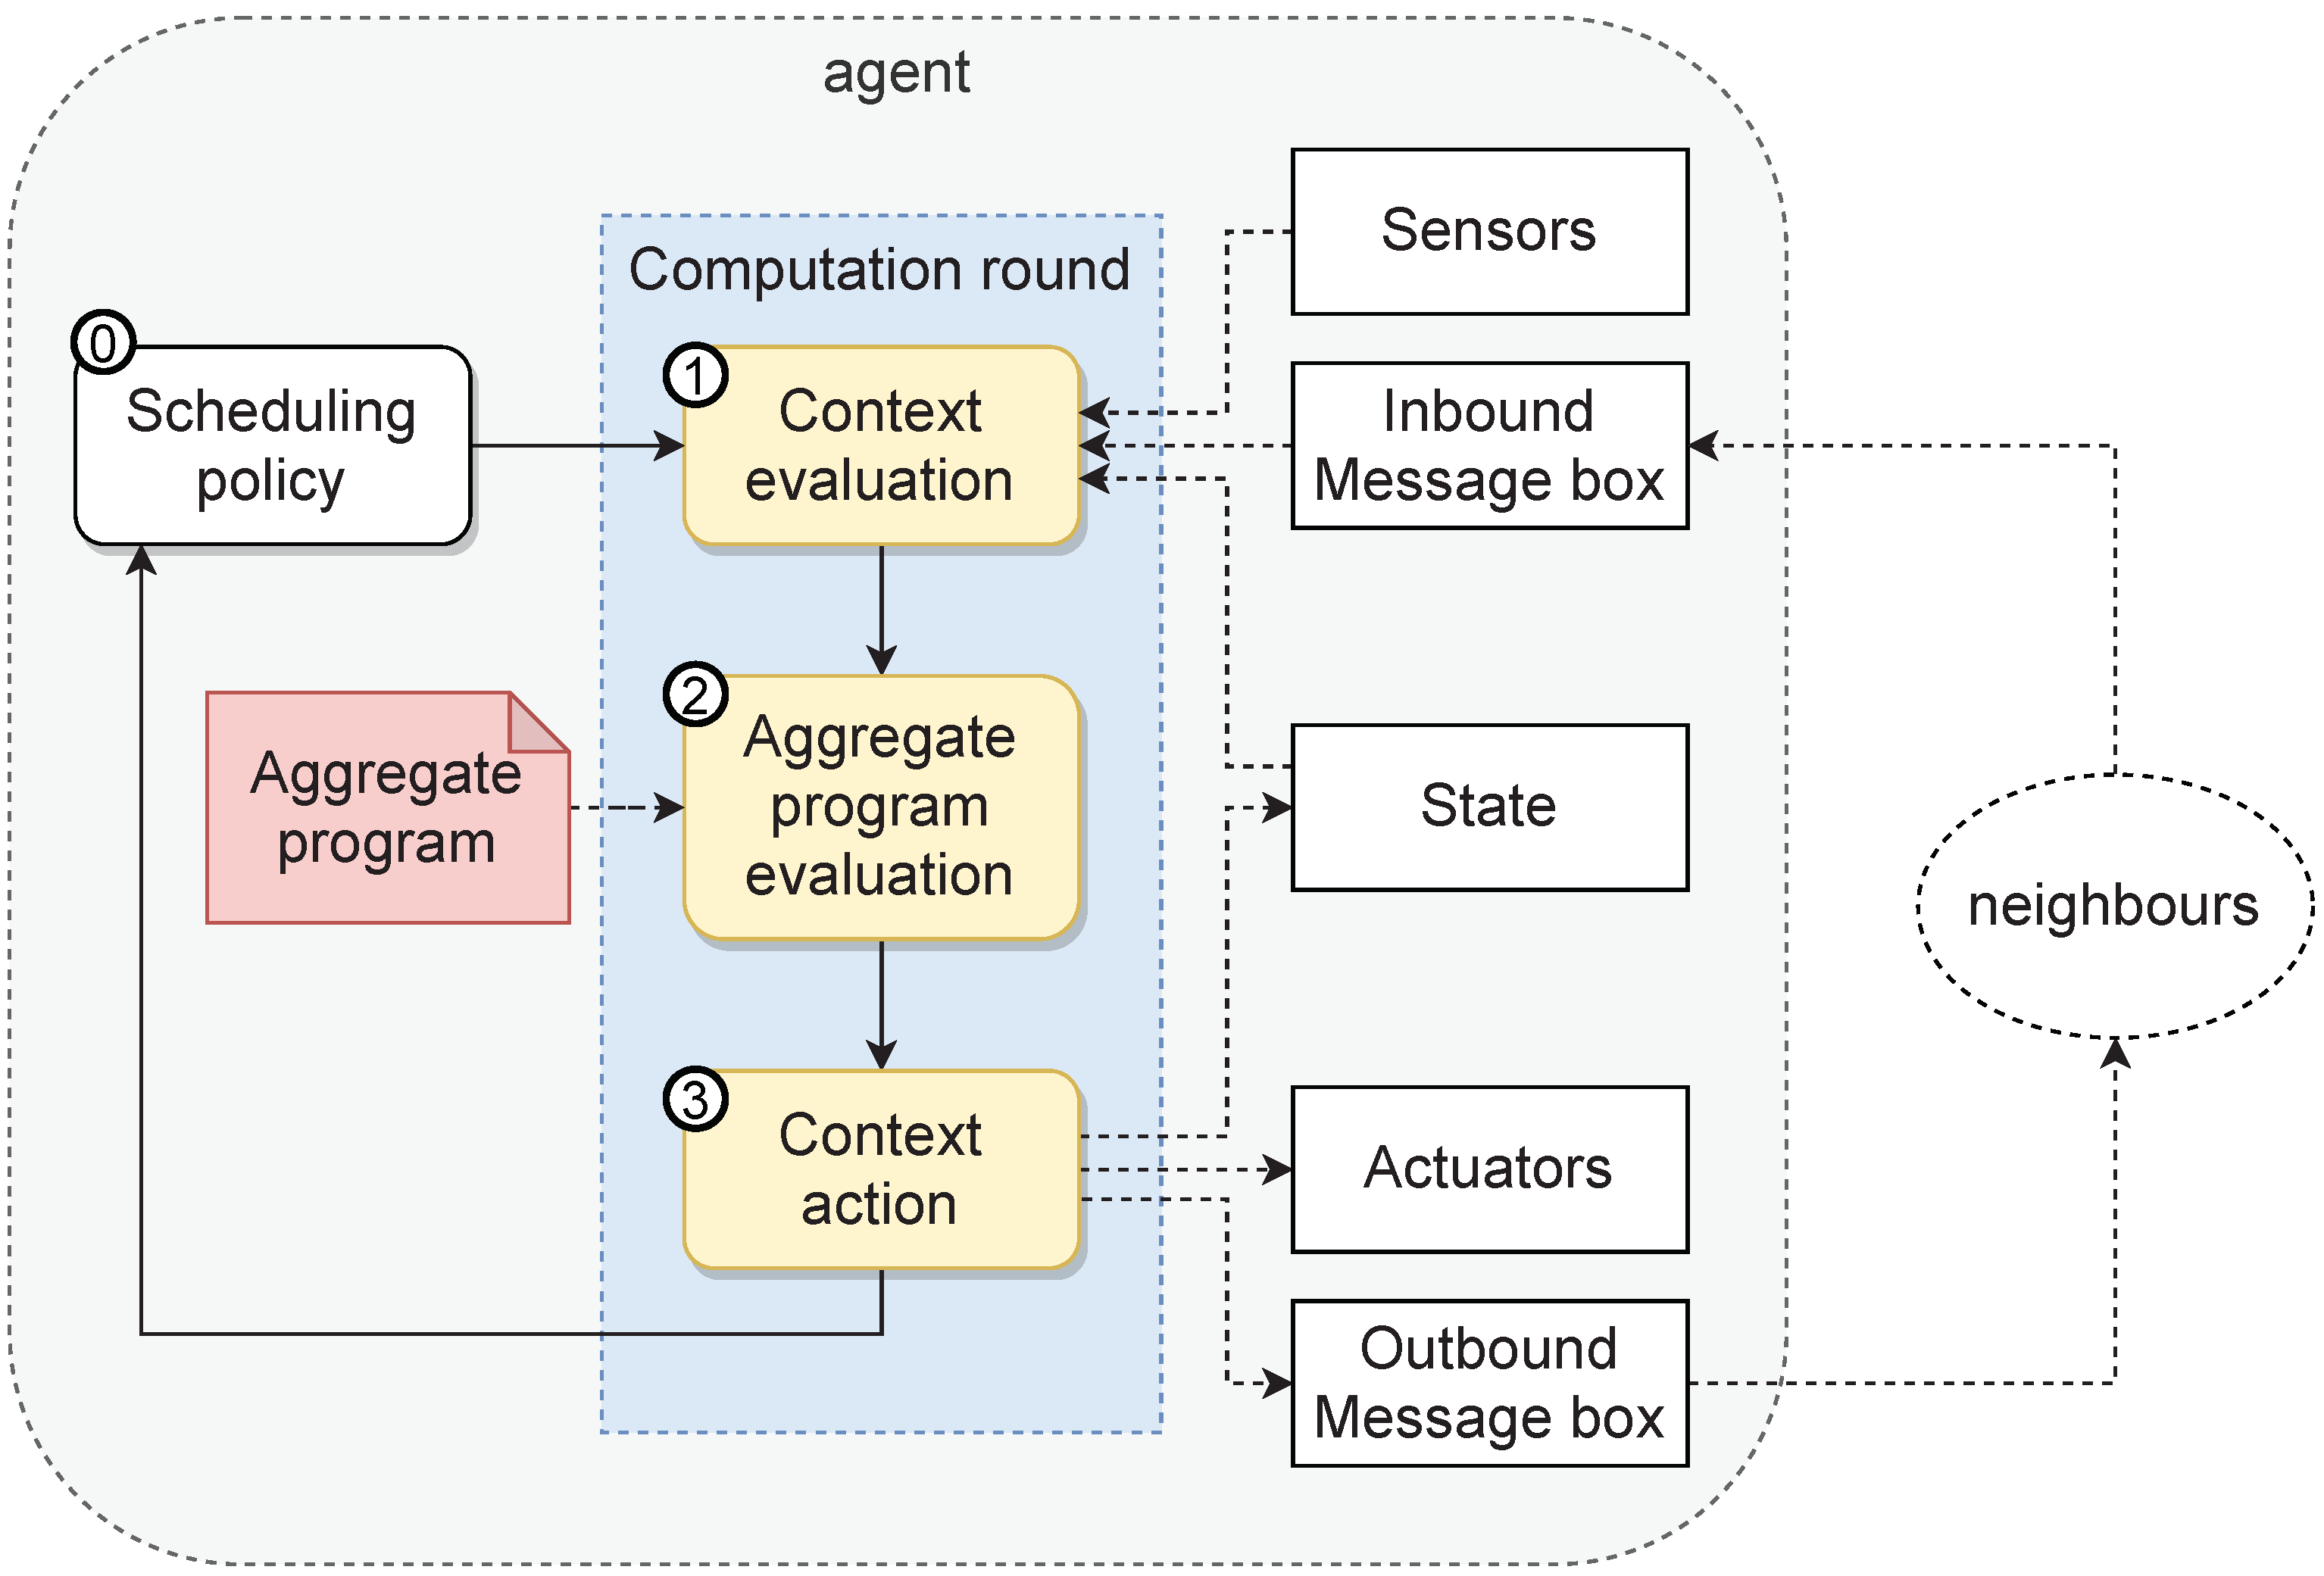 agent
Computation round
0
Scheduling
policy
1
Context
evaluation
Aggregate
program
2
Aggregate
program
evaluation
3
Context
action
Sensors
Inbound
Message box
State
Actuators
Outbound
Message box
neighbours